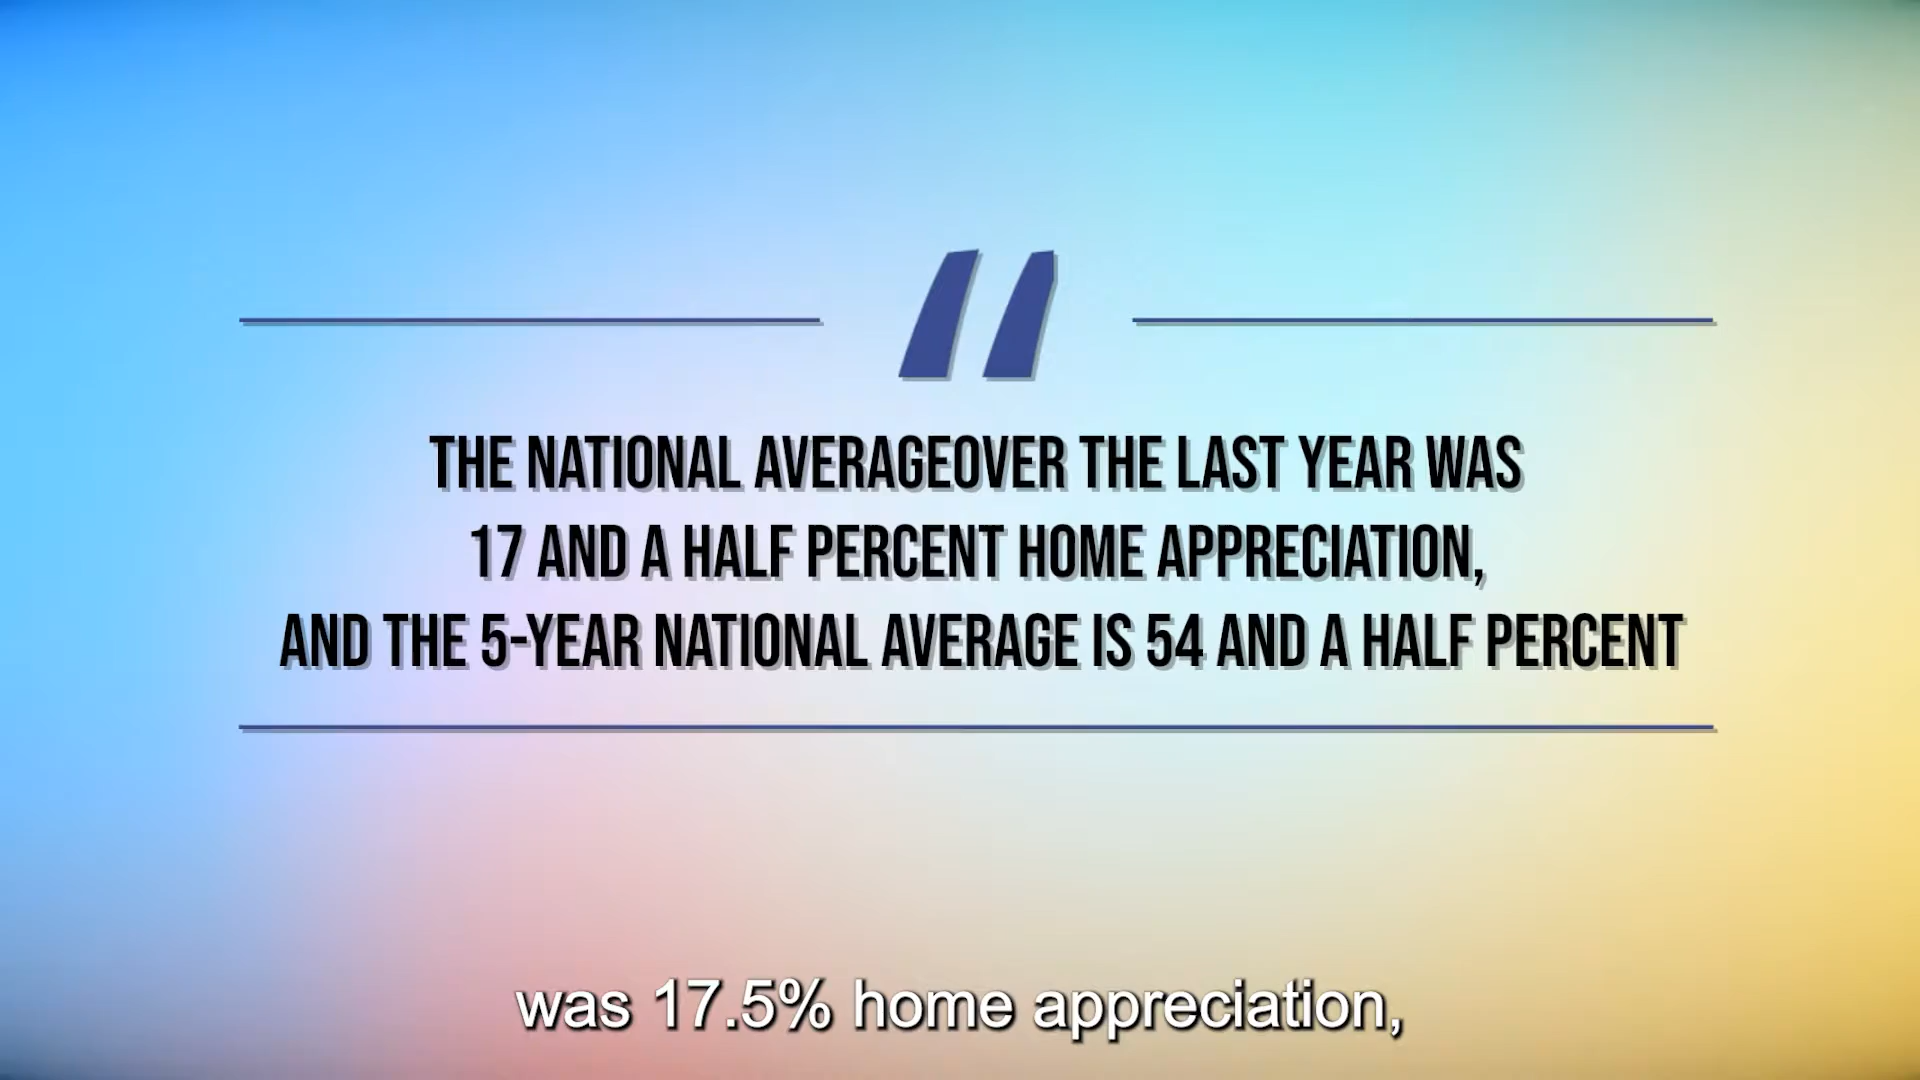 "
THE NATIONAL AVERAGEOVER THE LAST YEAR WAS
17 AND A HALF PERCENT HOME APPRECIATION,
AND THE 5-YEAR NATIONAL AVERAGE IS 54 AND A HALF PERCENT
was 17.5% home appreciation,